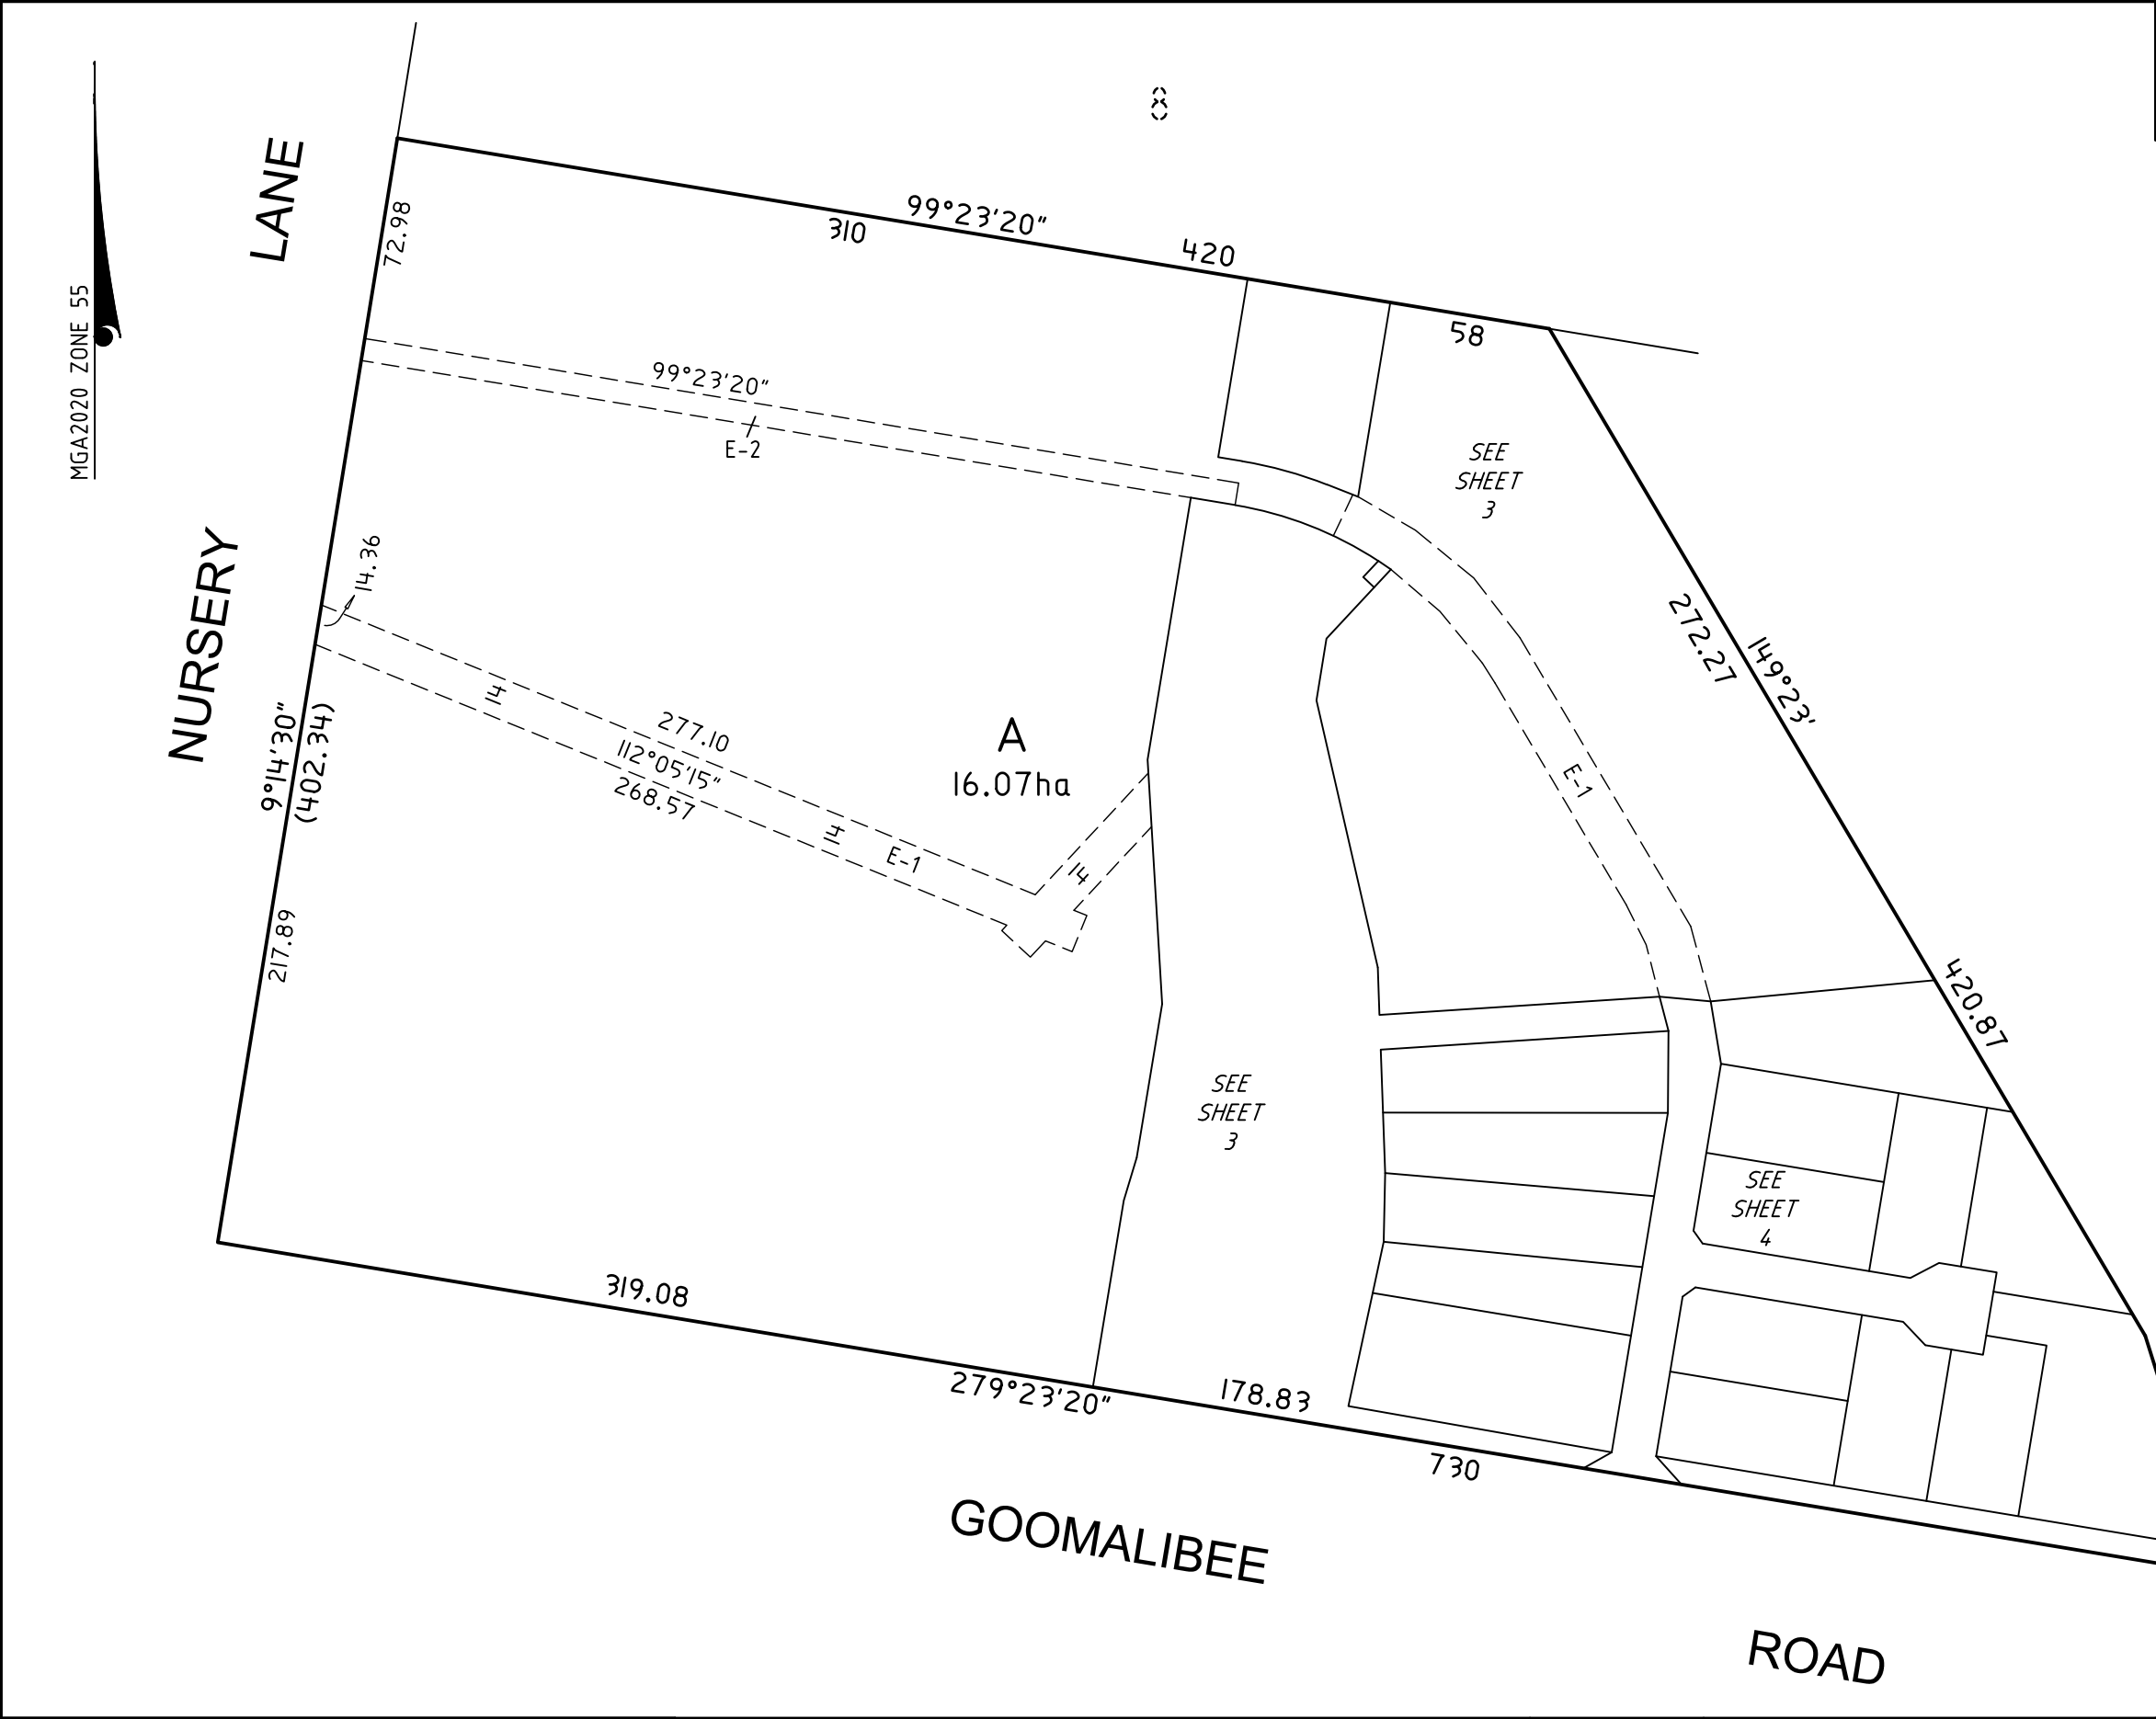 LANE
MGA2020 ZONE 55
NURSERY
72.98
99°23'20"
310
420
58
99°23'20"
E-2
SEE
SHEET
3
14.36
272.27
149°23'
9°14'30"
(402.34)
277.10
112°05'15"
268.57
A
16.07ha
E-1
14
14
E-1
14
217.89
420.87
SEE
SHEET
3
SEE
SHEET
4
319.08
279°23'20"
178.83
730
GOOMALIBEE
ROAD